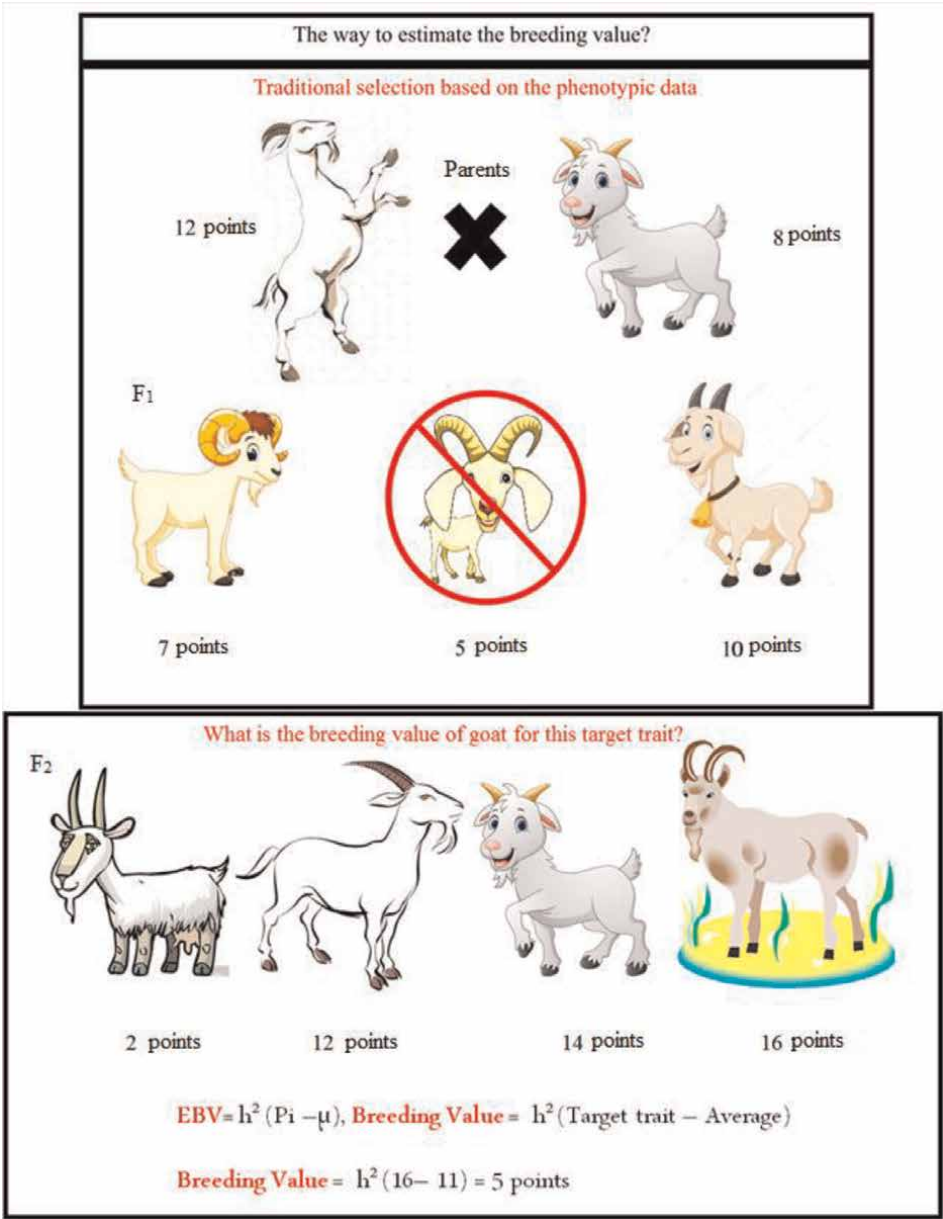 The way to estimate the breeding value?
Traditional selection based on the phenotypic data
Parents
12 points
8 points
F1
7 points
5 points
10 points
What is the breeding value of goat for this target trait?
F2
2 points
12 points
14 points
16 points
EBV= h² (Pi −μ), Breeding Value = h² (Target trait − Average)
Breeding Value = h² (16− 11) = 5 points